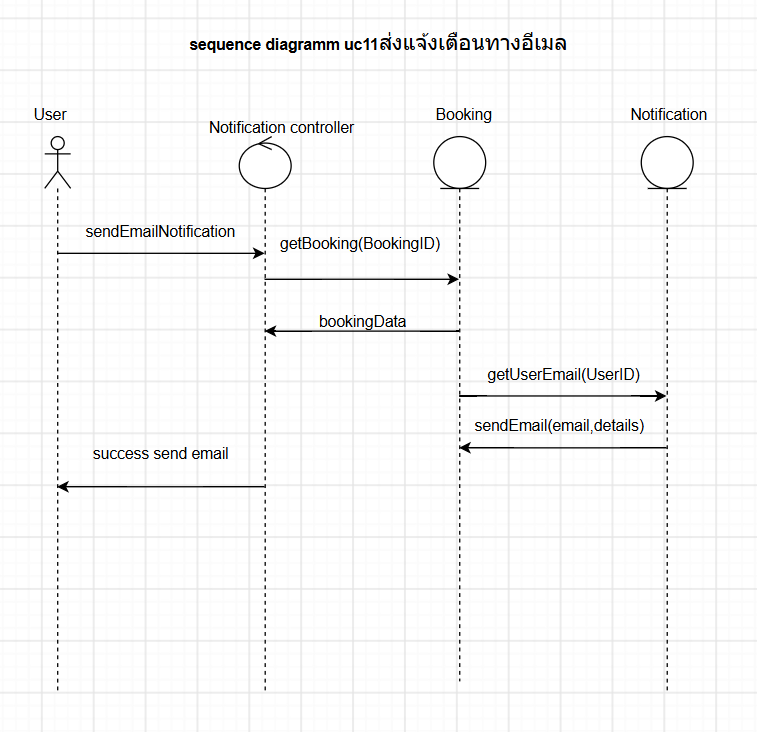 sequence diagramm uc11ส่งแจ้งเตือนทางอีเมล
User
Notification controller
Booking
Notification
sendEmailNotification
getBooking(BookingID)
bookingData
getUserEmail(UserID)
sendEmail(email,details)
success send email